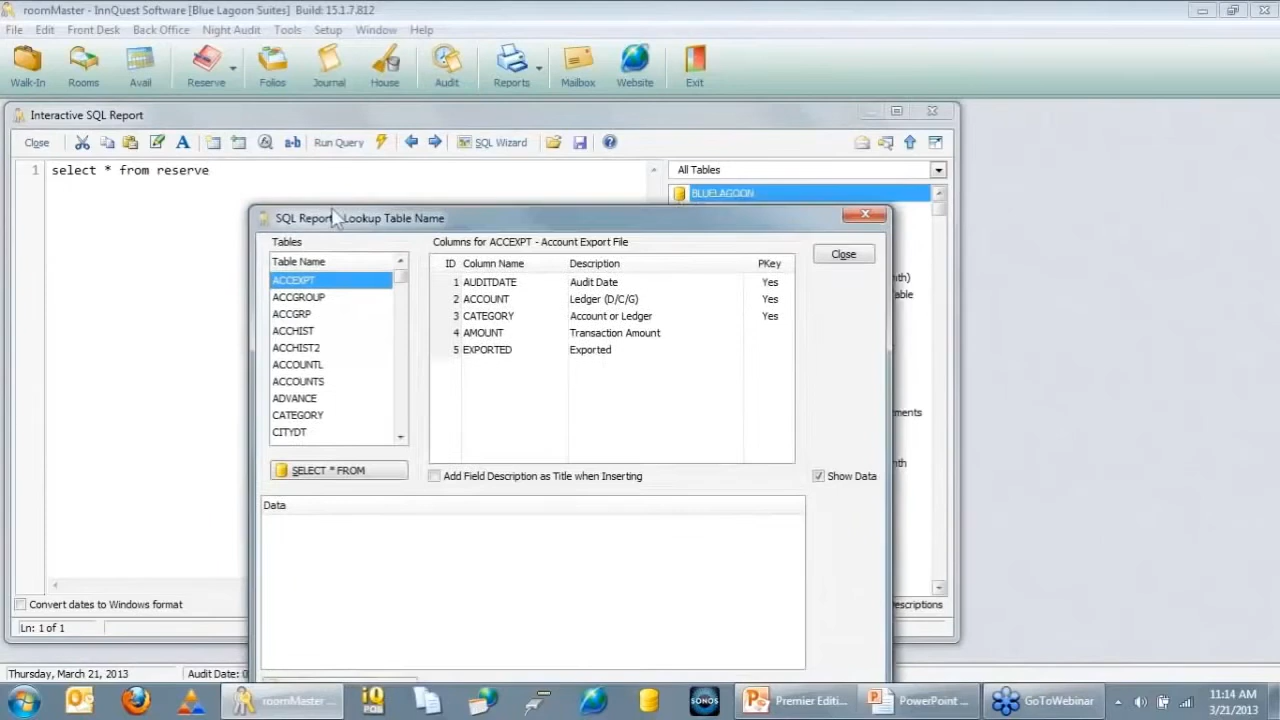 roomMaster - InnQuest Software [Blue Lagoon Suites] Build: 15.1.7.812
File Edit Front Desk Back Office Night Audit Tools Setup Window Help
Walk-In Rooms Avail Reserve Folios Journal House Audit Reports Mailbox Website Exit
Interactive SQL Report
Close A a-b Run Query SQL Wizard
1 select * from reserve
All Tables
BLUELAGOON
SQL Report Lookup Table Name
Tables
Columns for ACCEXPT - Account Export File
Close
Table Name
ID Column Name Description PKey
ACCEXPT
ACCGROUP
ACCGRP
ACCHIST
ACCHIST2
ACCOUNTL
ACCOUNTS
ADVANCE
CATEGORY
CITYDT
1 AUDITDATE Audit Date Yes
2 ACCOUNT Ledger (D/C/G) Yes
3 CATEGORY Account or Ledger Yes
4 AMOUNT Transaction Amount
5 EXPORTED Exported
SELECT * FROM
Add Field Description as Title when Inserting
Show Data
Data
Convert dates to Windows format
Ln: 1 of 1
Thursday, March 21, 2013
Audit Date: 0
roomMaster ...
iQ
SONOS
Premier Editi...
PowerPoint ...
GoToWebinar
11:14 AM
3/21/2013